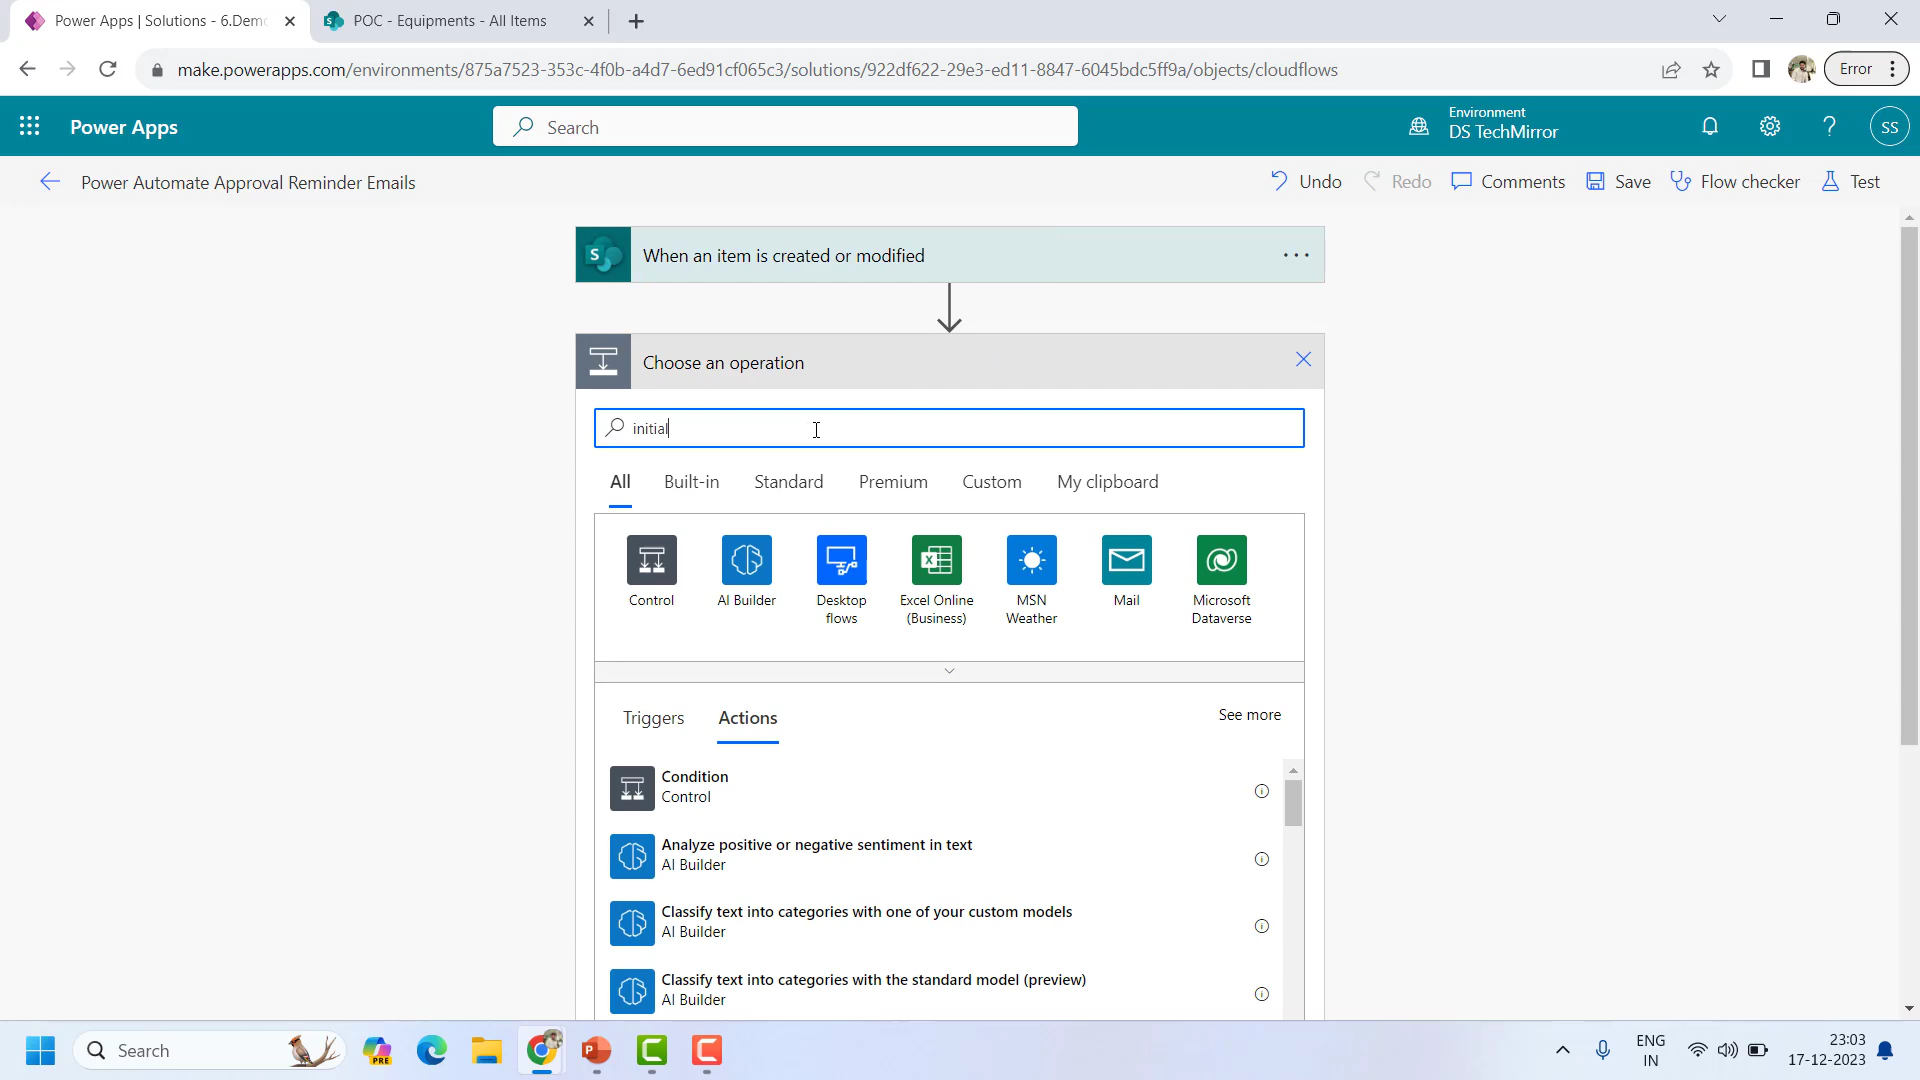 Power Apps | Solutions - 6.Demo
POC - Equipments - All Items
make.powerapps.com/environments/875a7523-353c-4f0b-a4d7-6ed91cf065c3/solutions/922df622-29e3-ed11-8847-6045bdc5ff9a/objects/cloudflows
Error
Power Apps
Search
Environment
DS TechMirror
?
SS
Power Automate Approval Reminder Emails
Undo
Redo
Comments
Save
Flow checker
Test
S
When an item is created or modified
Choose an operation
initial
All
Built-in
Standard
Premium
Custom
My clipboard
Control
AI Builder
Desktop
flows
Excel Online
(Business)
MSN
Weather
Mail
Microsoft
Dataverse
Triggers
Actions
See more
Condition
Control
Analyze positive or negative sentiment in text
AI Builder
Classify text into categories with one of your custom models
AI Builder
Classify text into categories with the standard model (preview)
AI Builder
Search
PRE
ENG
IN
23:03
17-12-2023